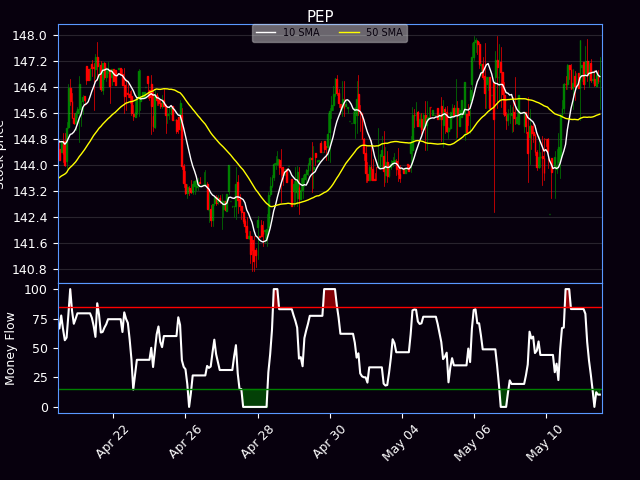 PEP
10 SMA
50 SMA
148.0
147.2
146.4
145.6
144.8
144.0
143.2
142.4
141.6
140.8
Stock price
100
75
50
25
0
Money Flow
Apr 22
Apr 26
Apr 28
Apr 30
May 04
May 06
May 10